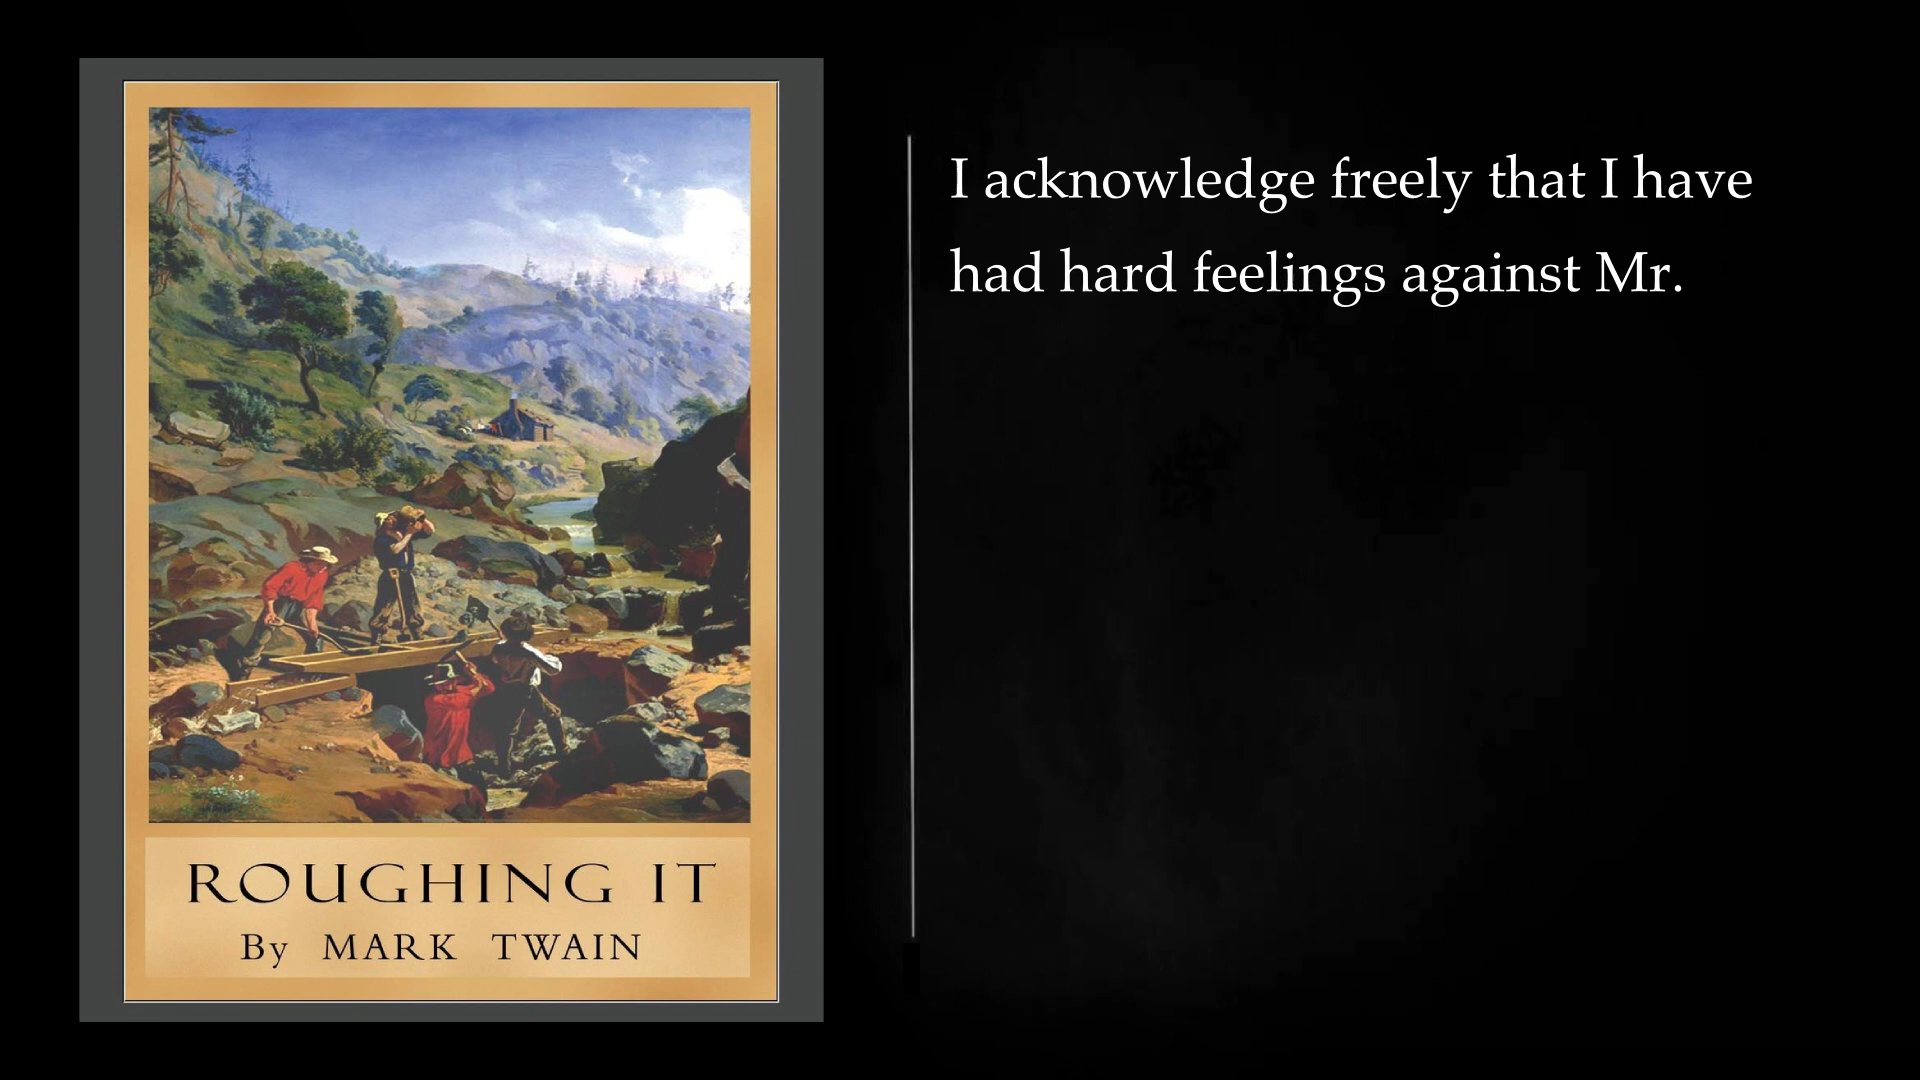 I acknowledge freely that I have
had hard feelings against Mr.
ROUGHING IT
By MARK TWAIN